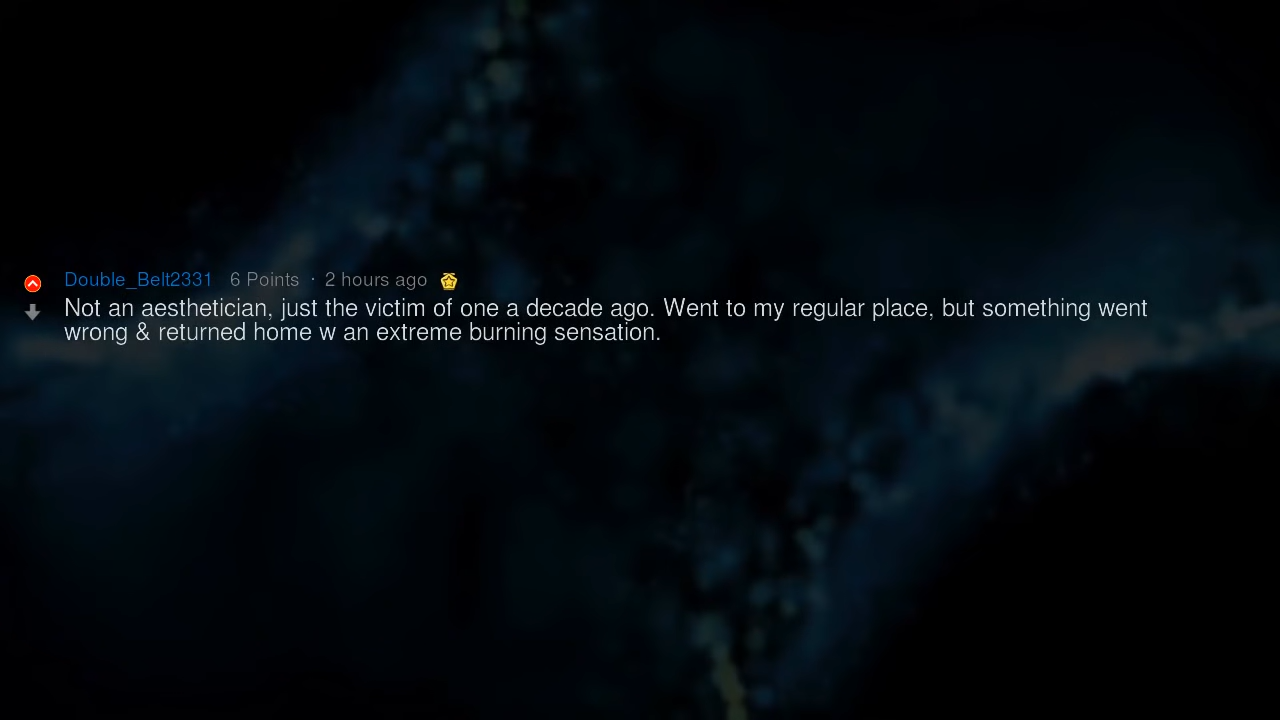 Double_Belt2331 6 Points · 2 hours ago
Not an aesthetician, just the victim of one a decade ago. Went to my regular place, but something went
wrong & returned home w an extreme burning sensation.